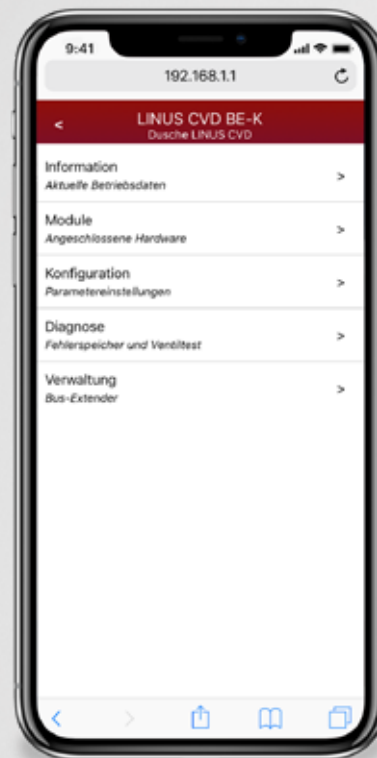 9:41
192.168.1.1
< LINUS CVD BE-K
Dusche LINUS CVD
Information
Aktuelle Betriebsdaten
>
Module
Angeschlossene Hardware
>
Konfiguration
Parametereinstellungen
>
Diagnose
Fehlerspeicher und Ventiltest
>
Verwaltung
Bus-Extender
>